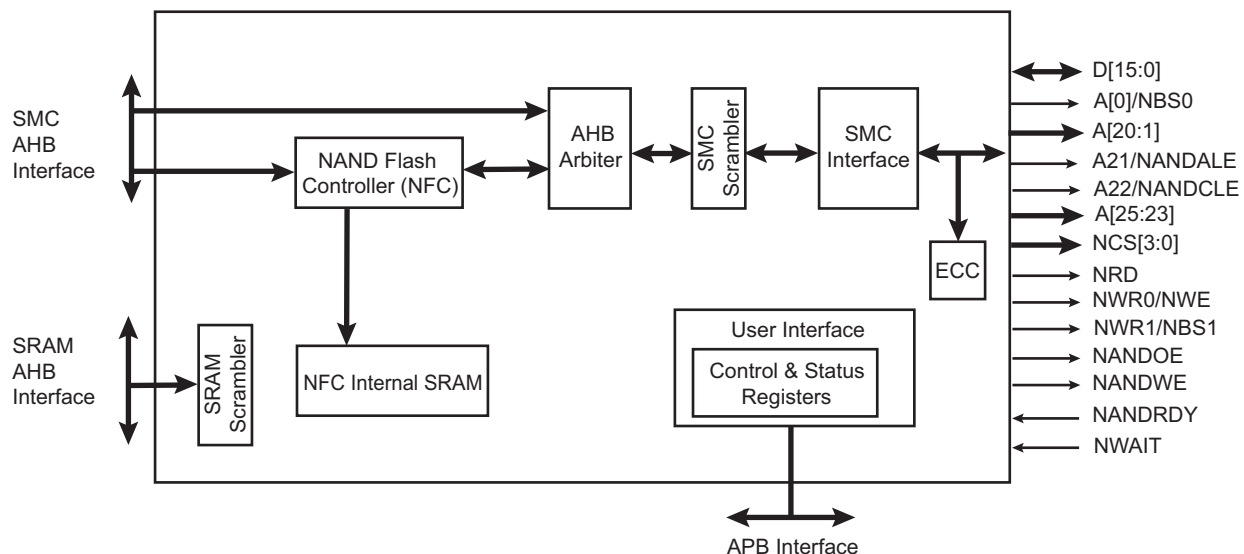 SMC
AHB
Interface
NAND Flash
Controller (NFC)
AHB
Arbiter
SMC
Scrambler
SMC
Interface
ECC
D[15:0]
A[0]/NBS0
A[20:1]
A21/NANDALE
A22/NANDCLE
A[25:23]
NCS[3:0]
NRD
NWR0/NWE
NWR1/NBS1
NANDOE
NANDWE
NANDRDY
NWAIT
SRAM
AHB
Interface
SRAM
Scrambler
NFC Internal SRAM
User Interface
Control & Status
Registers
APB Interface